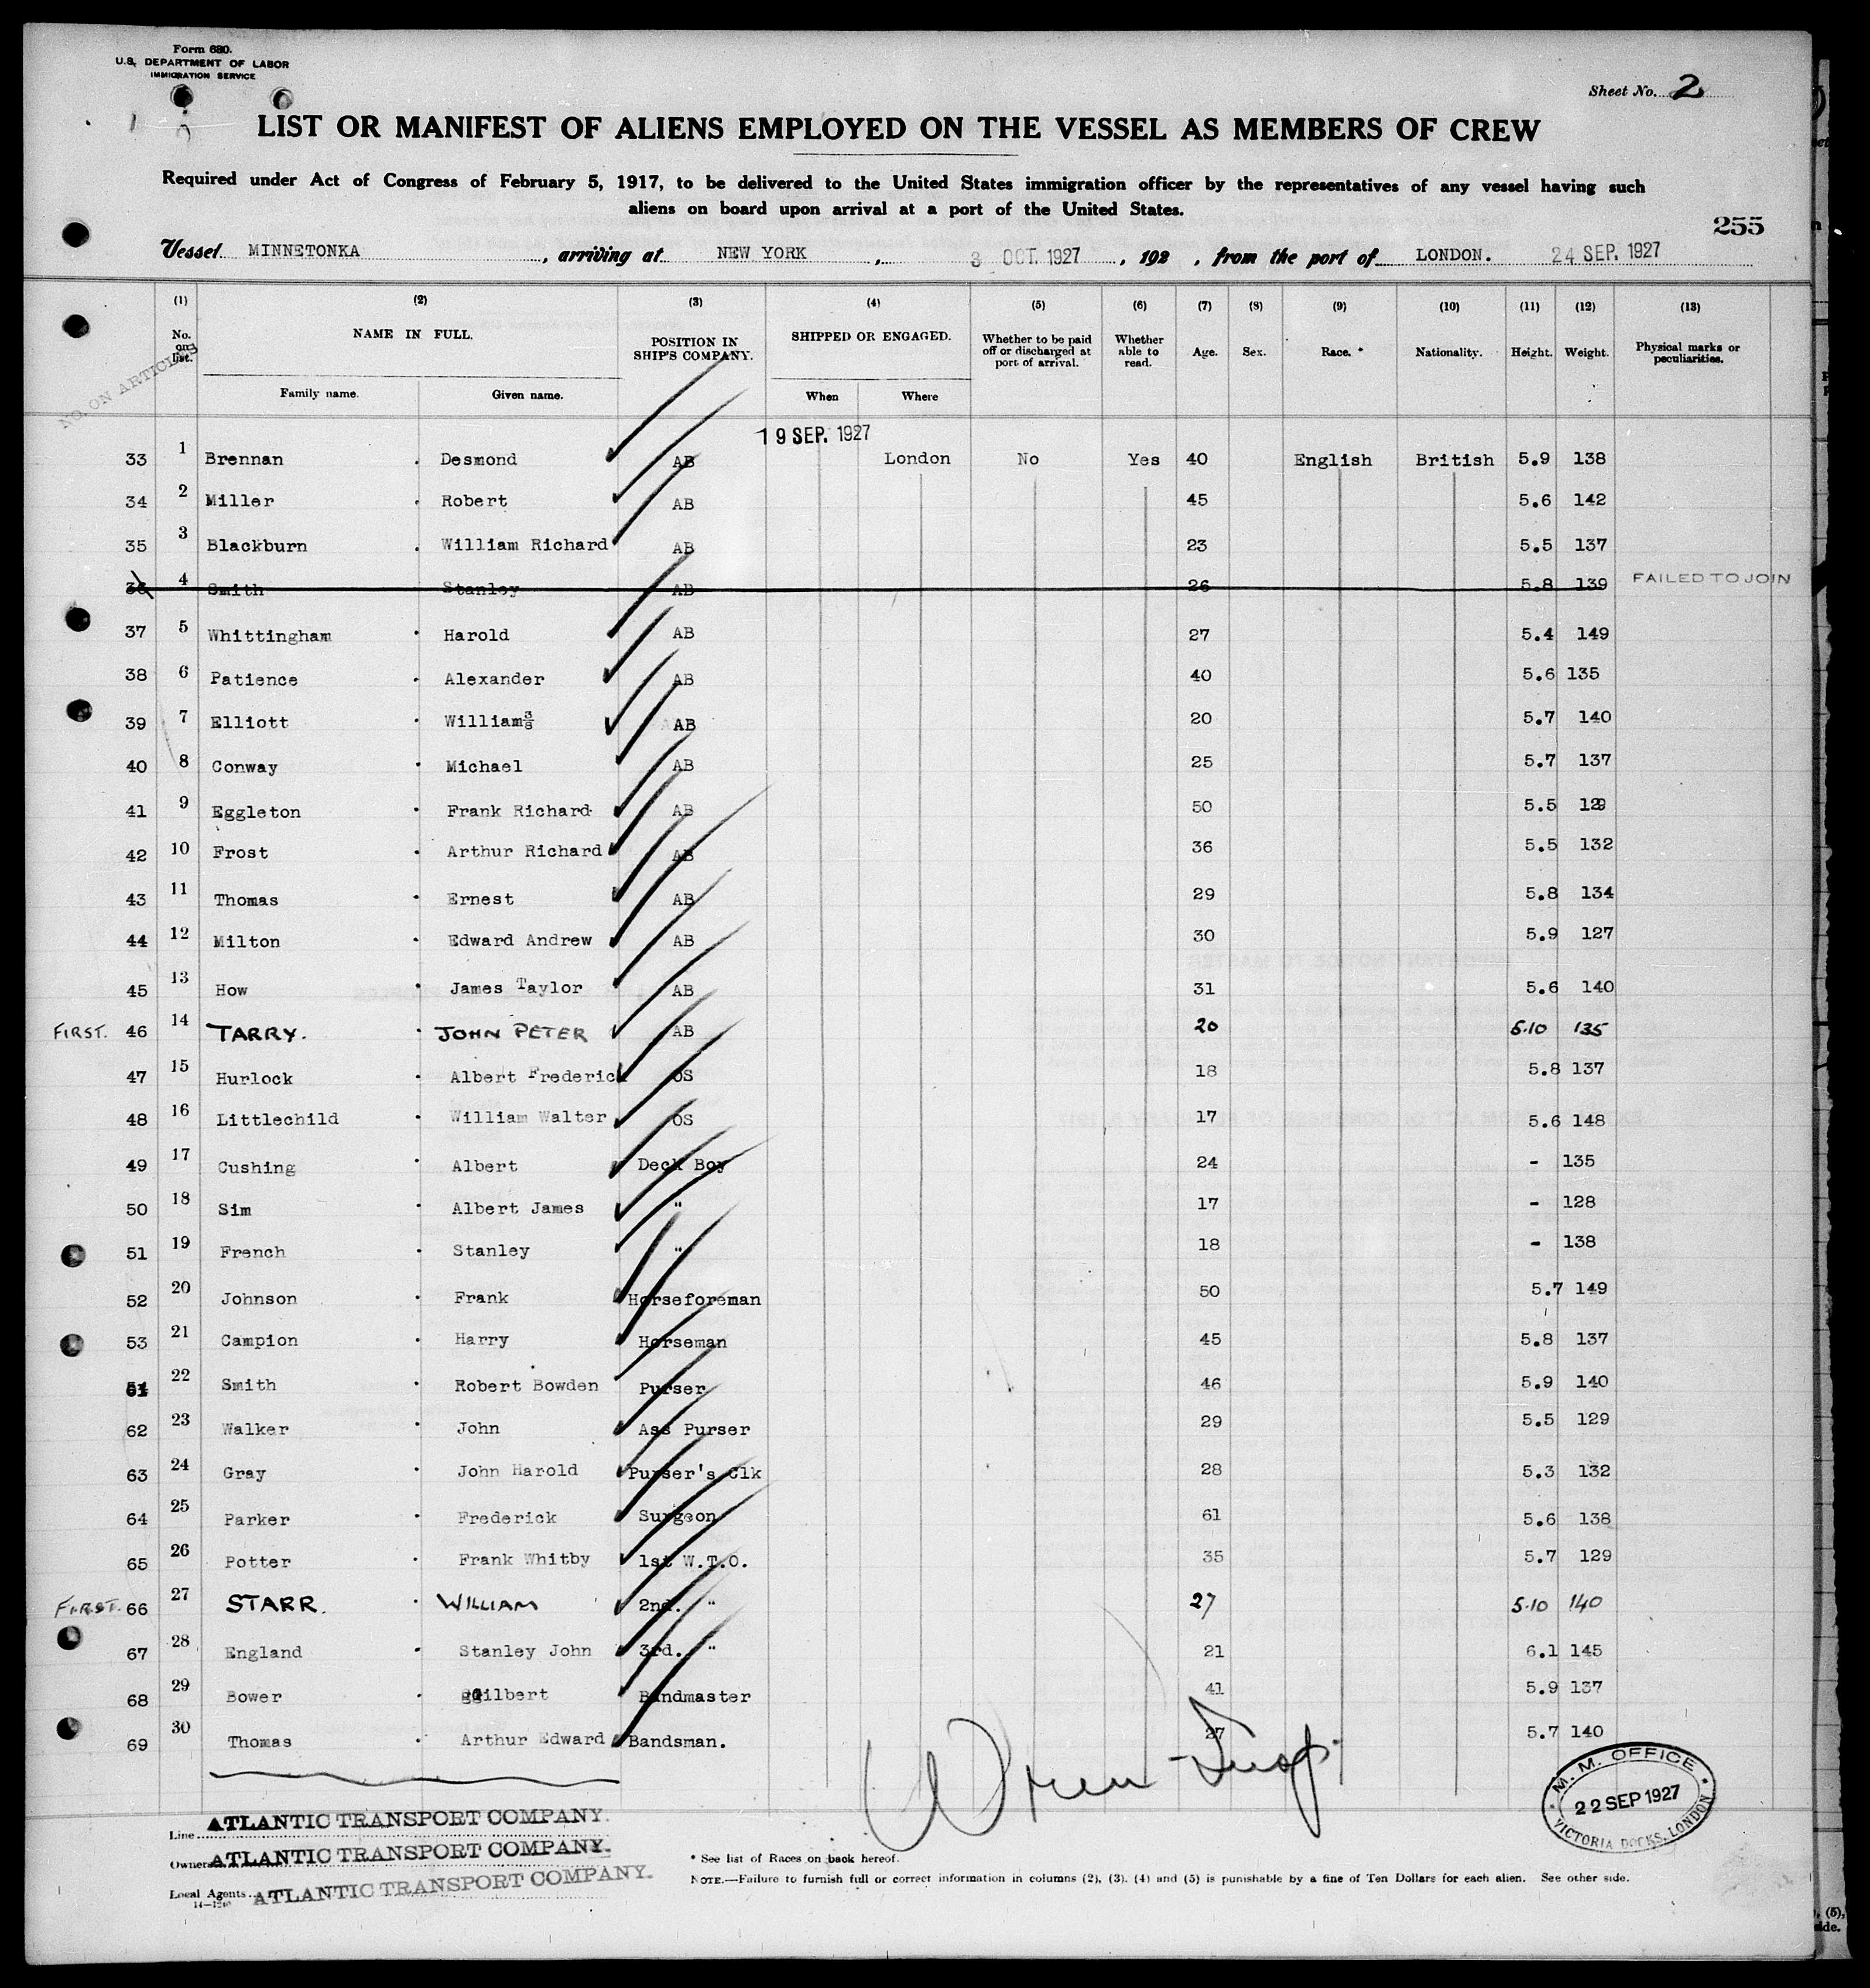 Form 680.
U.S. DEPARTMENT OF LABOR
IMMIGRATION SERVICE
Sheet No. 2
LIST OR MANIFEST OF ALIENS EMPLOYED ON THE VESSEL AS MEMBERS OF CREW
Required under Act of Congress of February 5, 1917, to be delivered to the United States immigration officer by the representatives of any vessel having such
aliens on board upon arrival at a port of the United States.
255
Vessel MINNETONKA, arriving at NEW YORK, 3 OCT. 1927, 192 , from the port of LONDON. 24 SEP. 1927
(1) (2) (3) (4) (5) (6) (7) (8) (9) (10) (11) (12) (13)
No. on list. NAME IN FULL. POSITION IN SHIP'S COMPANY. SHIPPED OR ENGAGED. Whether to be paid off or discharged at port of arrival. Whether able to read. Age. Sex. Race.* Nationality. Height. Weight. Physical marks or peculiarities.
NO. ON ARTICLES
Family name. Given name. When Where
19 SEP. 1927
33 1 Brennan . Desmond AB London No Yes 40 English British 5.9 138
34 2 Miller . Robert AB 45 5.6 142
35 3 Blackburn . William Richard AB 23 5.5 137
36 4 Smith Stanley AB 26 5.8 139 FAILED TO JOIN
37 5 Whittingham . Harold AB 27 5.4 149
38 6 Patience . Alexander AB 40 5.6 135
39 7 Elliott . William AB 20 5.7 140
40 8 Conway . Michael AB 25 5.7 137
41 9 Eggleton . Frank Richard AB 50 5.5 129
42 10 Frost . Arthur Richard AB 36 5.5 132
43 11 Thomas . Ernest AB 29 5.8 134
44 12 Milton . Edward Andrew AB 30 5.9 127
45 13 How . James Taylor AB 31 5.6 140
FIRST. 46 14 TARRY. . JOHN PETER AB 20 5.10 135
47 15 Hurlock . Albert Frederick OS 18 5.8 137
48 16 Littlechild . William Walter OS 17 5.6 148
49 17 Cushing . Albert Deck Boy 24 - 135
50 18 Sim . Albert James " 17 - 128
51 19 French . Stanley " 18 - 138
52 20 Johnson . Frank Horseforeman 50 5.7 149
53 21 Campion . Harry Horseman 45 5.8 137
61 22 Smith . Robert Bowden Purser 46 5.9 140
62 23 Walker . John Ass Purser 29 5.5 129
63 24 Gray . John Harold Purser's Clk 28 5.3 132
64 25 Parker . Frederick Surgeon 61 5.6 138
65 26 Potter . Frank Whitby 1st W.T.O. 35 5.7 129
FIRST. 66 27 STARR. . WILLIAM 2nd. " 27 5.10 140
67 28 England . Stanley John 3rd. " 21 6.1 145
68 29 Bower . Gilbert Bandmaster 41 5.9 137
69 30 Thomas . Arthur Edward Bandsman. 27 5.7 140
M. M. OFFICE
22 SEP 1927
VICTORIA DOCKS, LONDON
Line ATLANTIC TRANSPORT COMPANY.
Owners ATLANTIC TRANSPORT COMPANY.
Local Agents ATLANTIC TRANSPORT COMPANY.
* See list of Races on back hereof.
NOTE.—Failure to furnish full or correct information in columns (2), (3), (4) and (5) is punishable by a fine of Ten Dollars for each alien. See other side.